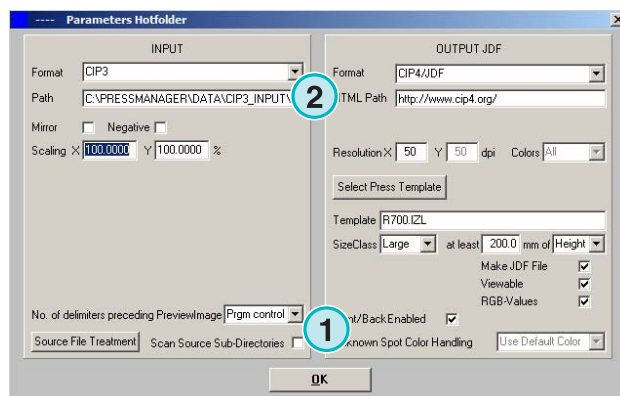 ---- Parameters Hotfolder
INPUT
Format CIP3
Path C:\PRESSMANAGER\DATA\CIP3_INPUT\
Mirror Negative
Scaling X 100.0000 Y 100.0000 %
No. of delimiters preceding PreviewImage Prgm control
Source File Treatment Scan Source Sub-Directories
OUTPUT JDF
Format CIP4/JDF
HTML Path http://www.cip4.org/
Resolution X 50 Y 50 dpi Colors All
Select Press Template
Template R700.IZL
SizeClass Large at least 200.0 mm of Height
Make JDF File
Viewable
RGB-Values
nt/Back Enabled
known Spot Color Handling Use Default Color
OK
2
1